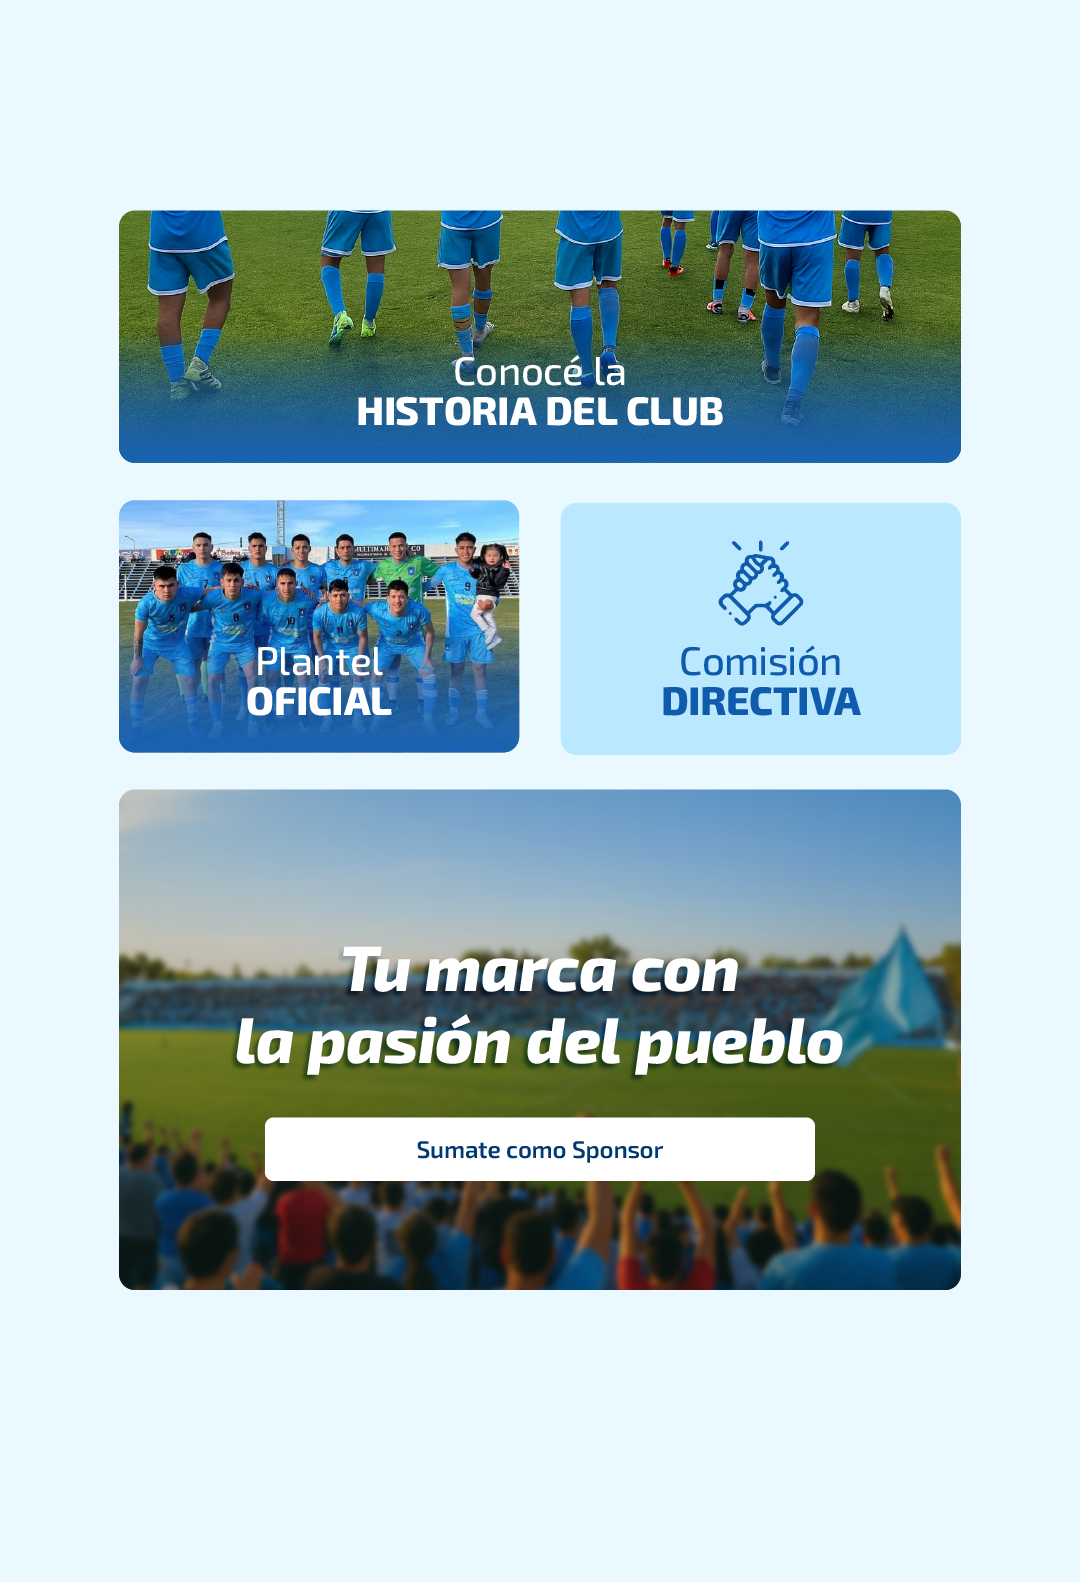 Conocé la
HISTORIA DEL CLUB
Plantel
OFICIAL
Comisión
DIRECTIVA
Tu marca con
la pasión del pueblo
Sumate como Sponsor